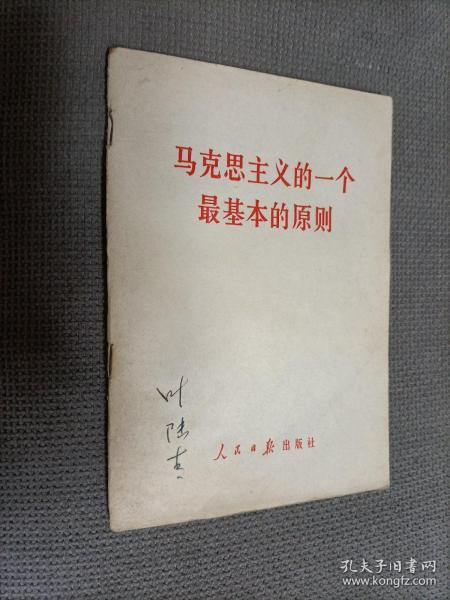 马克思主义的一个
最基本的原则
叶
人民日报出版社
孔夫子旧书网
www.kongfz.com